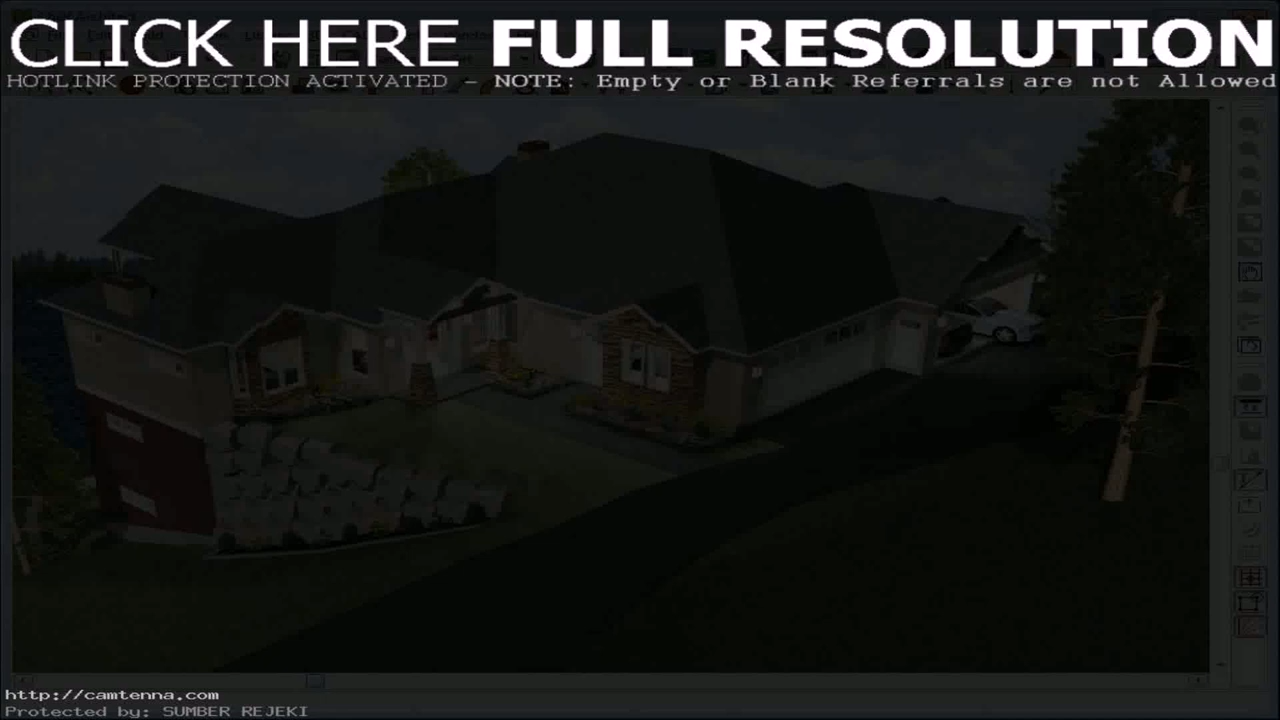 CLICK HERE FULL RESOLUTION
HOTLINK PROTECTION ACTIVATED – NOTE: Empty or Blank Referrals are not Allowed
http://camtenna.com
Protected by: SUMBER REJEKI